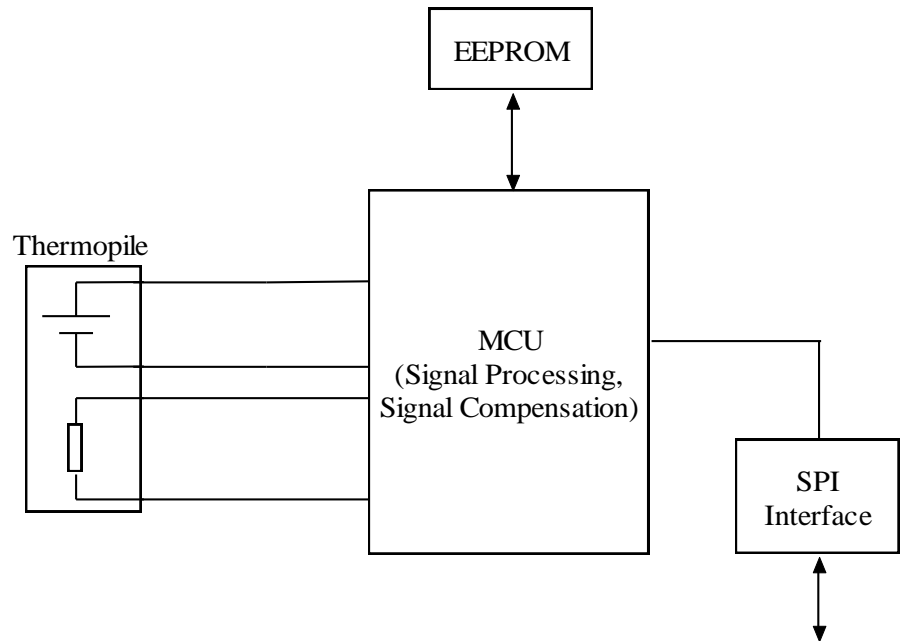 EEPROM
Thermopile
MCU
(Signal Processing,
Signal Compensation)
SPI
Interface